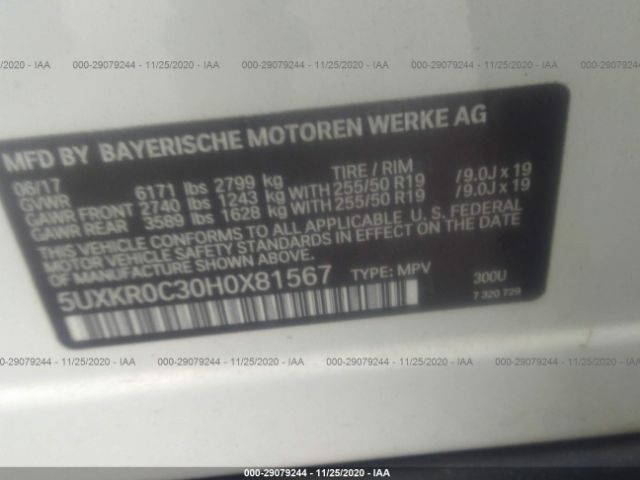 000-29079244 - 11/25/2020 - IAA
MFD BY BAYERISCHE MOTOREN WERKE AG
06/17 TIRE / RIM
GVWR 6171 lbs 2799 kg
GAWR FRONT 2740 lbs 1243 kg WITH 255/50 R19 /9.0J x 19
GAWR REAR 3589 lbs 1628 kg WITH 255/50 R19 /9.0J x 19
THIS VEHICLE CONFORMS TO ALL APPLICABLE U. S. FEDERAL
MOTOR VEHICLE SAFETY STANDARDS IN EFFECT ON THE
DATE OF MANUFACTURE SHOWN ABOVE.
5UXKR0C30H0X81567 TYPE: MPV 300U
7 320 729
000-29079244 - 11/25/2020 - IAA
000-29079244 - 11/25/2020 - IAA